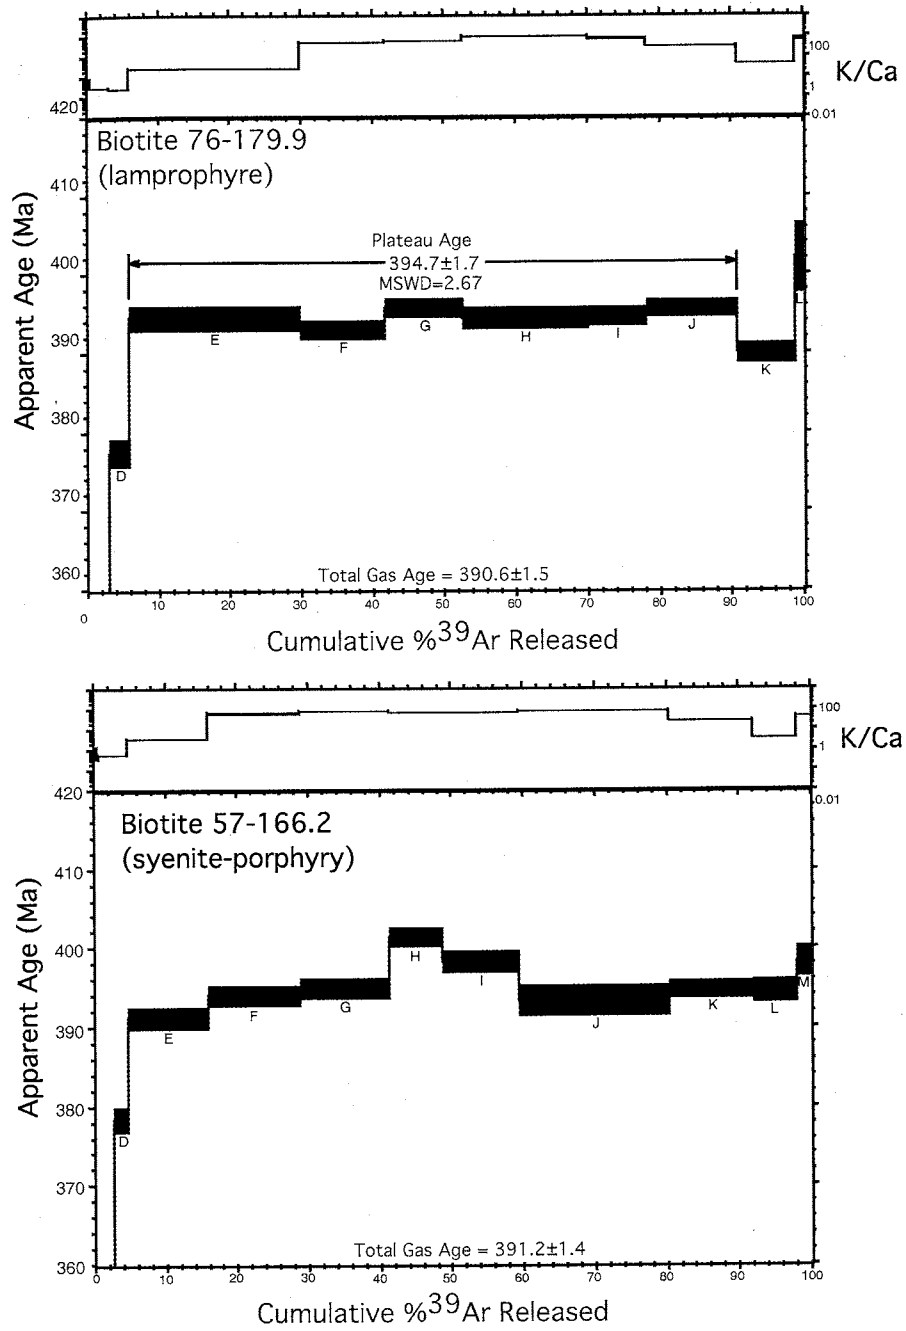 100
K/Ca
1
0.01
420
Biotite 76-179.9
(lamprophyre)
410
Plateau Age
400
394.7±1.7
MSWD=2.67
390
E
F
G
H
I
J
K
L
380
D
370
360
Total Gas Age = 390.6±1.5
0 10 20 30 40 50 60 70 80 90 100
0
Apparent Age (Ma)
Cumulative %39Ar Released
100
K/Ca
1
0.01
420
Biotite 57-166.2
(syenite-porphyry)
410
400
H
I
M
E
F
G
J
K
L
390
380
D
370
Total Gas Age = 391.2±1.4
360
0 10 20 30 40 50 60 70 80 90 100
Apparent Age (Ma)
Cumulative %39Ar Released